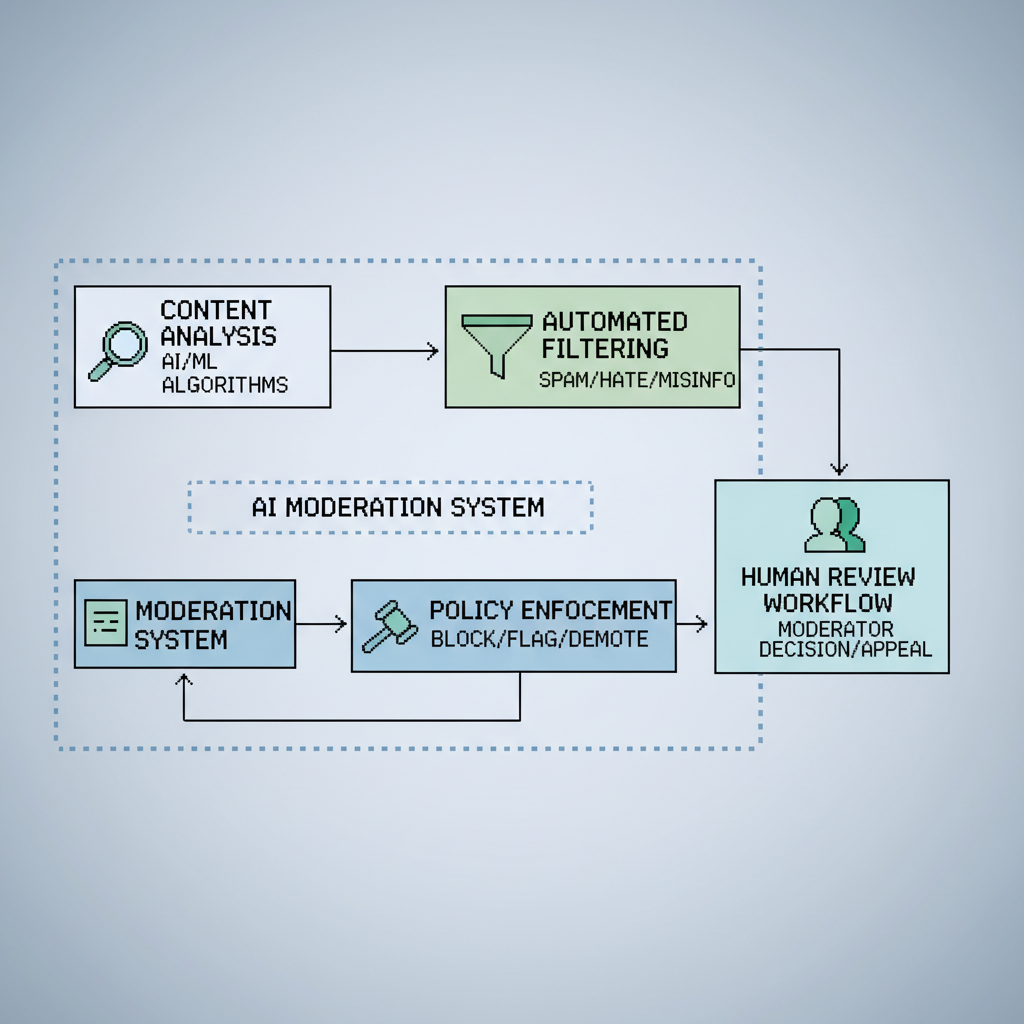 CONTENT
ANALYSIS
AI/ML
ALGORITHMS
AUTOMATED
FILTERING
SPAM/HATE/MISINFO
AI MODERATION SYSTEM
MODERATION
SYSTEM
POLICY ENFOCEMENT
BLOCK/FLAG/DEMOTE
HUMAN REVIEW
WORKFLOW
MODERATOR
DECISION/APPEAL